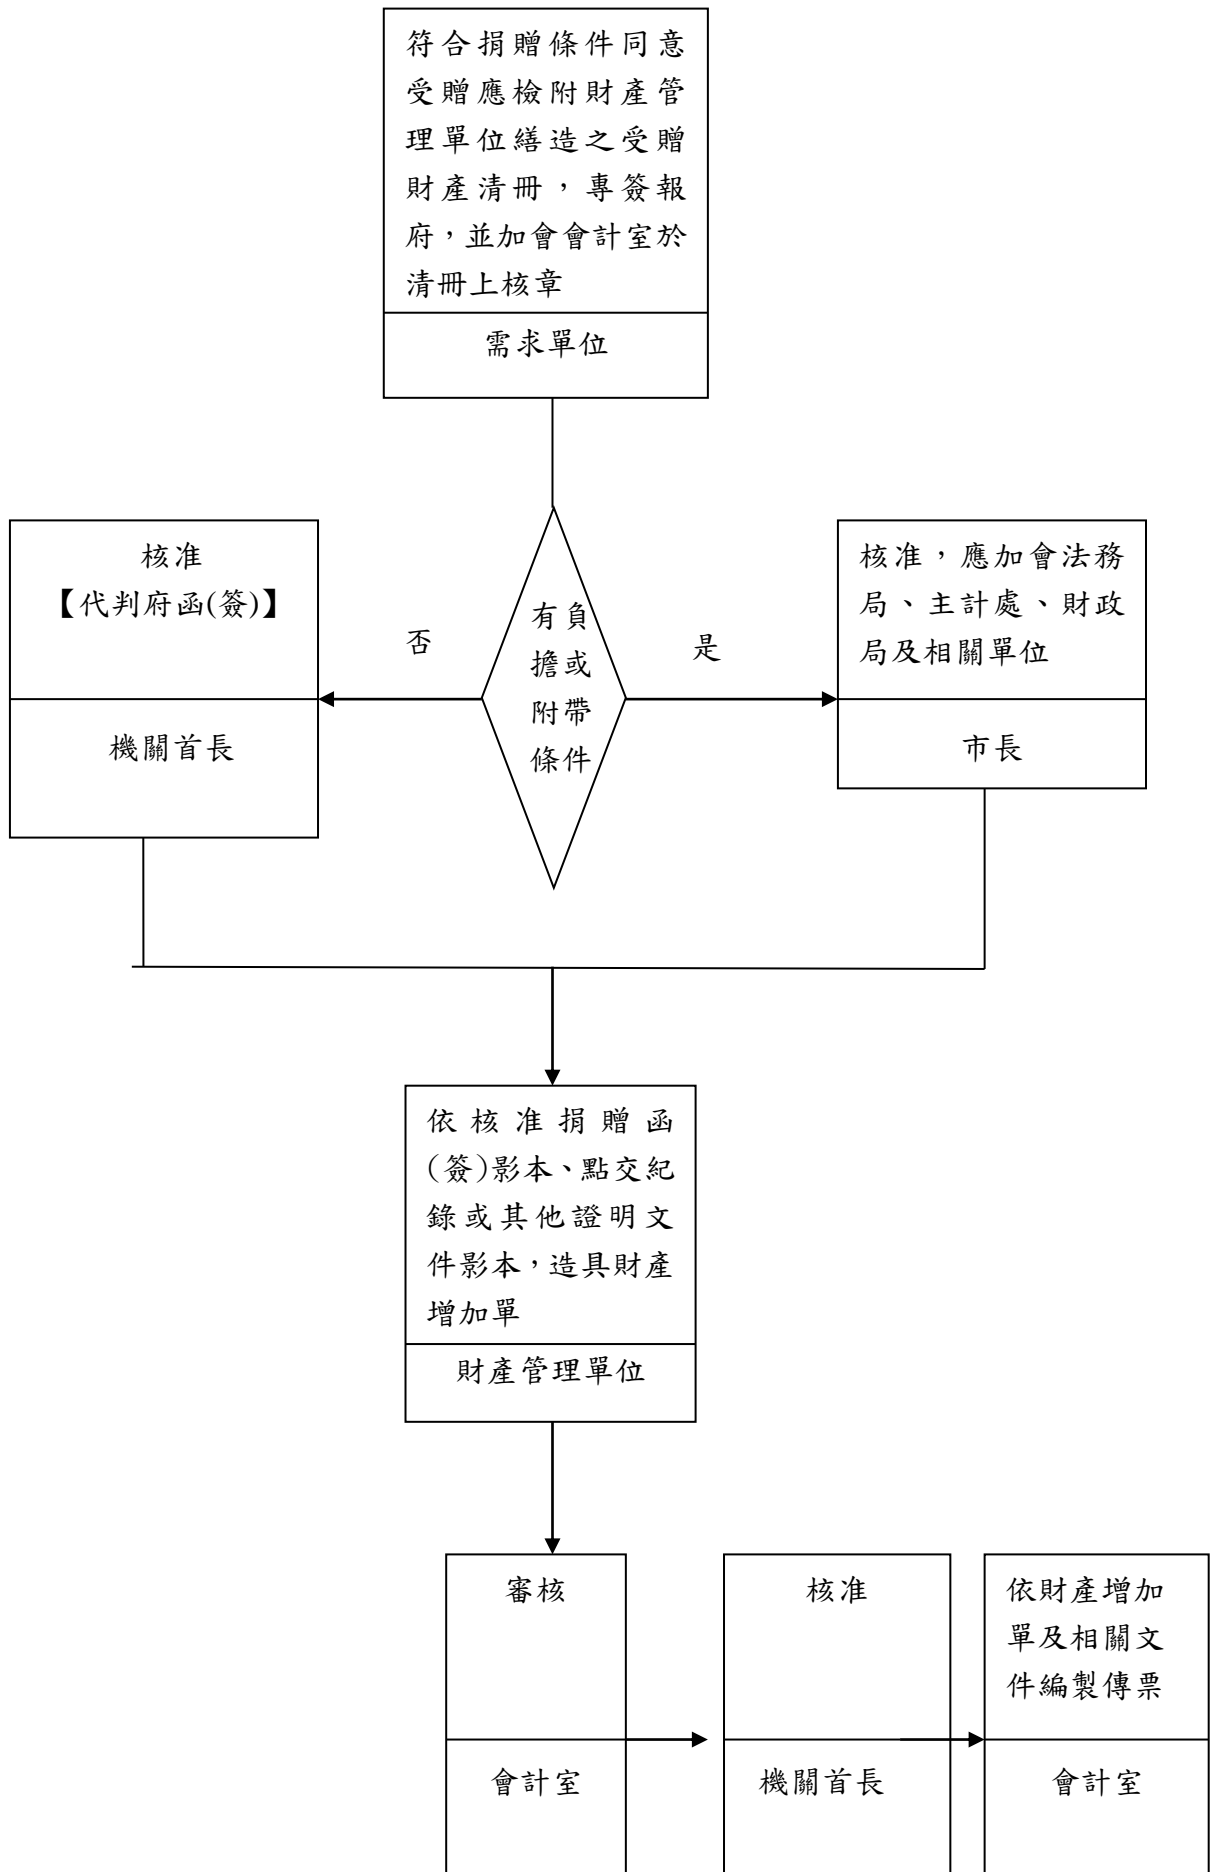 符合捐贈條件同意
受贈應檢附財產管
理單位繕造之受贈
財產清冊，專簽報
府，並加會會計室於
清冊上核章
需求單位
核准
【代判府函(簽)】
機關首長
否
有負
擔或
附帶
條件
是
核准，應加會法務
局、主計處、財政
局及相關單位
市長
依核准捐贈函
(簽)影本、點交紀
錄或其他證明文
件影本，造具財產
增加單
財產管理單位
審核
會計室
核准
機關首長
依財產增加
單及相關文
件編製傳票
會計室